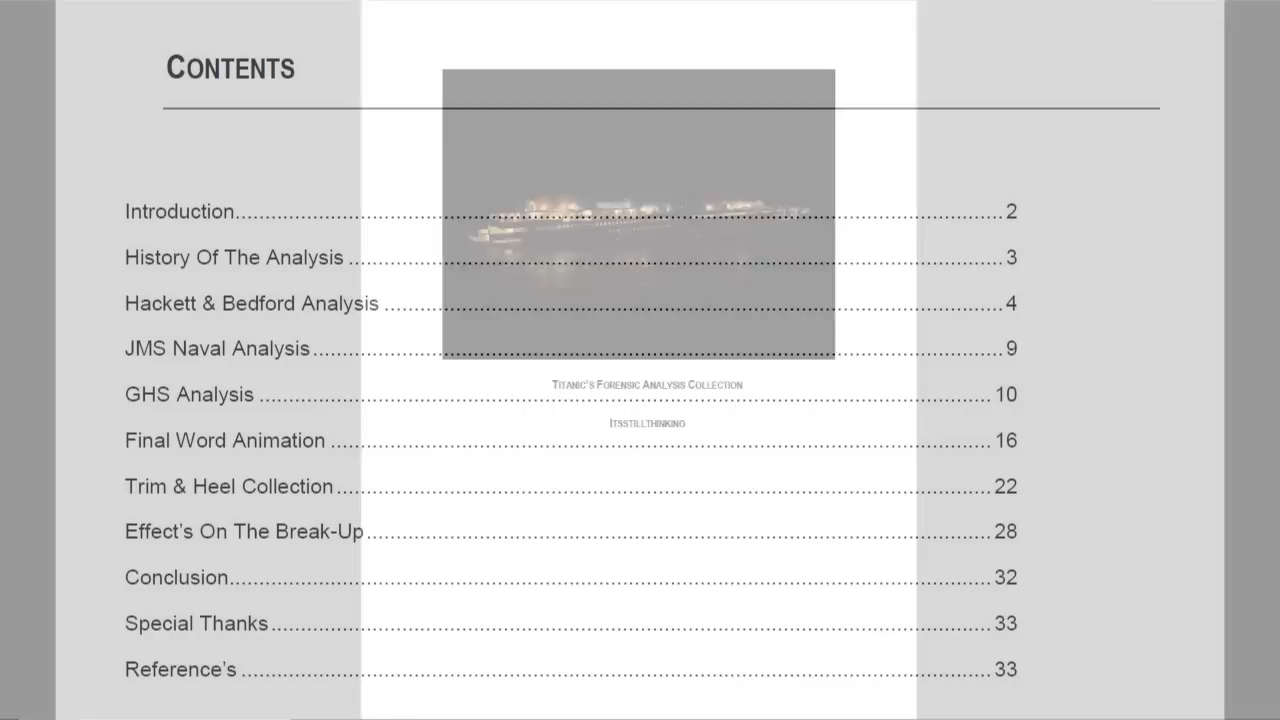 CONTENTS
Introduction 2
History Of The Analysis 3
Hackett & Bedford Analysis 4
JMS Naval Analysis 9
TITANIC'S FORENSIC ANALYSIS COLLECTION
GHS Analysis 10
ITSSTILLTHINKING
Final Word Animation 16
Trim & Heel Collection 22
Effect's On The Break-Up 28
Conclusion 32
Special Thanks 33
Reference's 33